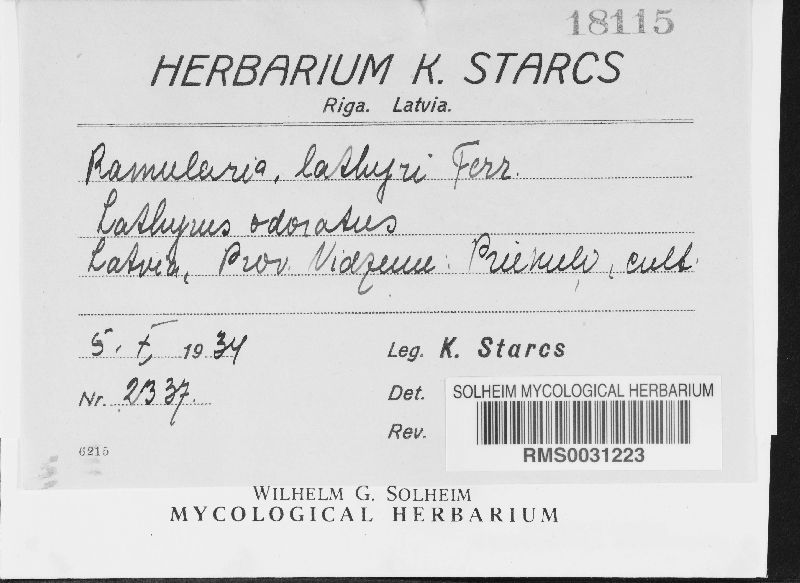 18115
HERBARIUM K. STARCS
Riga. Latvia.
Ramularia, lathyri Ferr.
Lathyrus odoratus
Latvia, Prov. Vidzeme: Priekuļi, cult.
5. X, 1934
Leg. K. Starcs
Nr. 2337.
Det.
Rev.
SOLHEIM MYCOLOGICAL HERBARIUM
RMS0031223
6215
WILHELM G. SOLHEIM
MYCOLOGICAL HERBARIUM